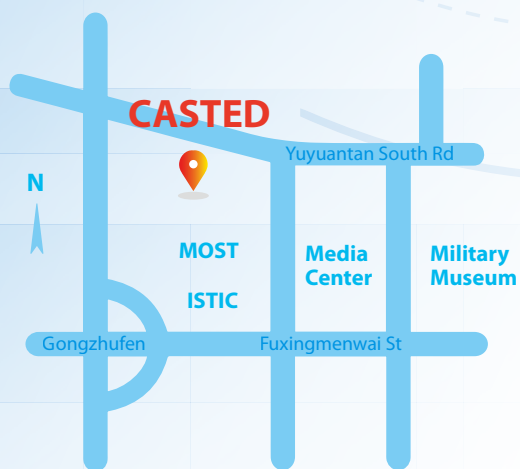 CASTED
Yuyuantan South Rd
N
MOST
Media
Center
Military
Museum
ISTIC
Gongzhufen
Fuxingmenwai St